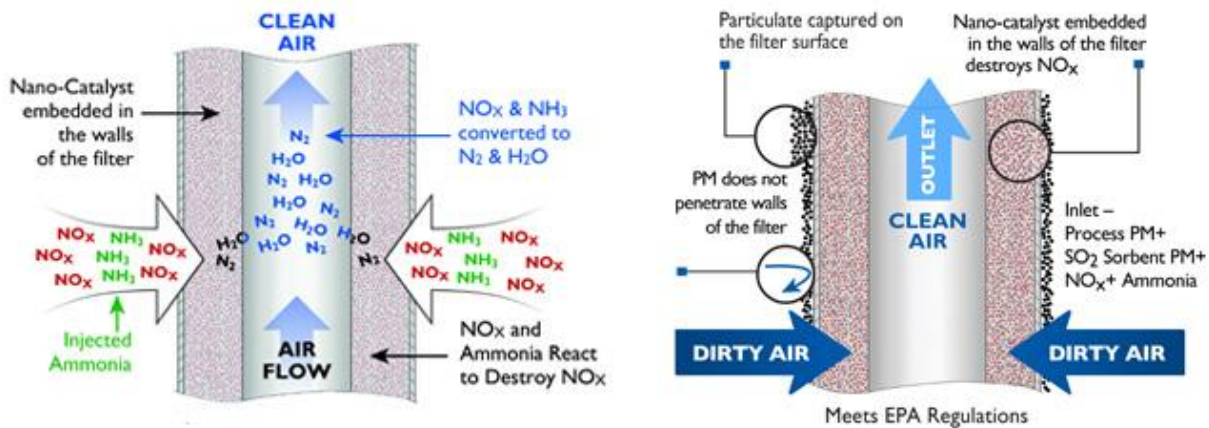 CLEAN
AIR
Nano-Catalyst
embedded in
the walls
of the filter
NOX & NH3
converted to
N2 & H2O
N2
H2O
N2 H2O
H2O N2
N2 H2O
H2O N2
H2O
N2
H2O
N2
NOX NH3
NOX NH3 NOX
NOX NH3 NOX
NH3 NOX
NOX NH3 NOX
NOX NH3 NOX
Injected
Ammonia
AIR
FLOW
NOX and
Ammonia React
to Destroy NOX
Particulate captured on
the filter surface
Nano-catalyst embedded
in the walls of the filter
destroys NOX
PM does not
penetrate walls
of the filter
OUTLET
CLEAN
AIR
Inlet –
Process PM+
SO2 Sorbent PM+
NOX+ Ammonia
DIRTY AIR
DIRTY AIR
Meets EPA Regulations